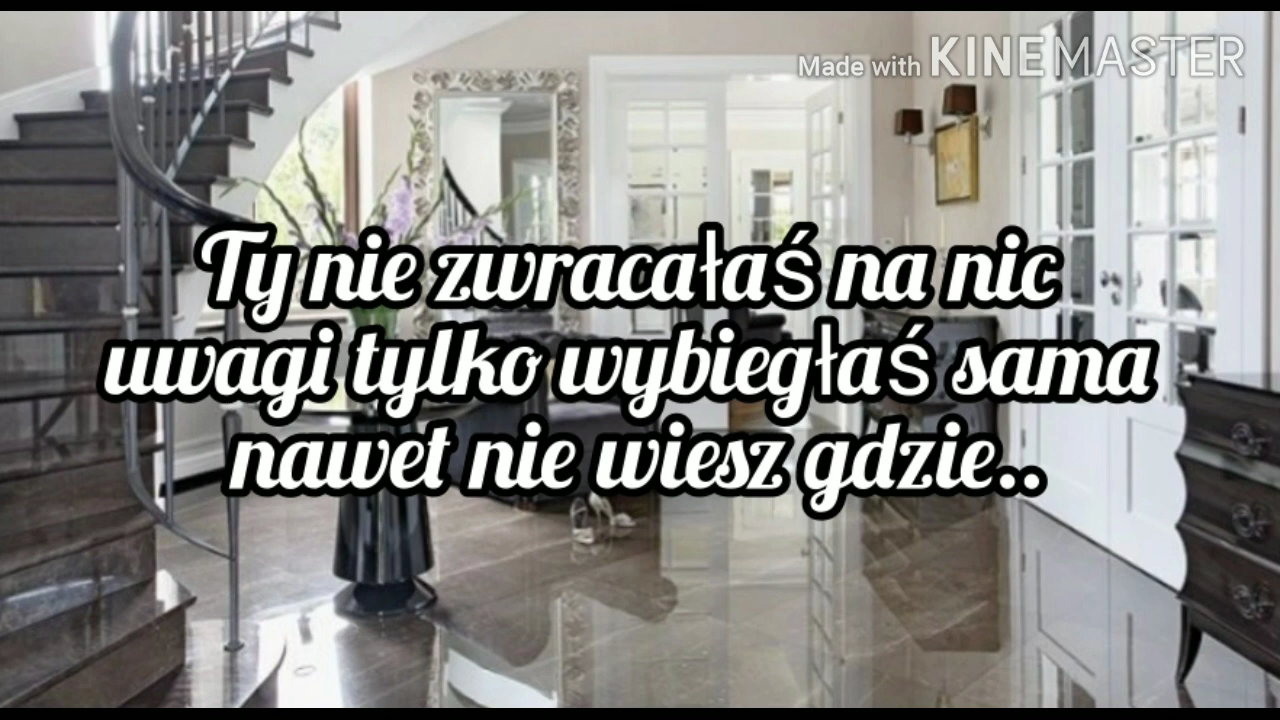 Made with KINEMASTER
Ty nie zwracałaś na nic
uwagi tylko wybiegłaś sama
nawet nie wiesz gdzie..